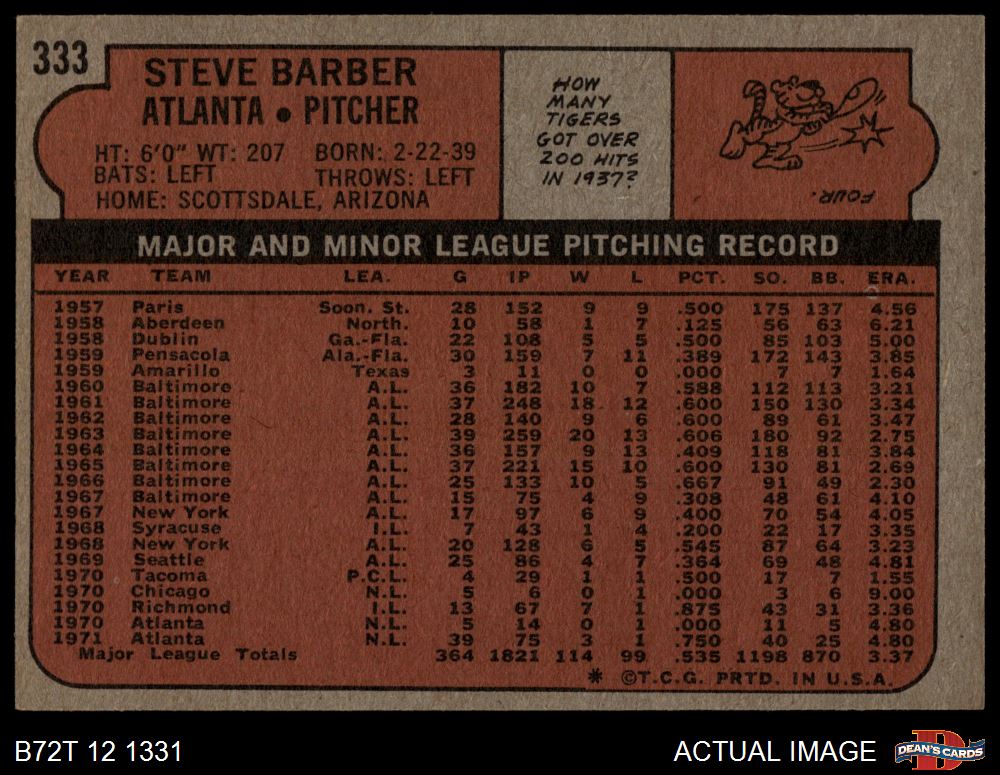 333
STEVE BARBER
ATLANTA • PITCHER
HT: 6'0" WT: 207 BORN: 2-22-39
BATS: LEFT THROWS: LEFT
HOME: SCOTTSDALE, ARIZONA
HOW
MANY
TIGERS
GOT OVER
200 HITS
IN 1937?
FOUR.
MAJOR AND MINOR LEAGUE PITCHING RECORD
YEAR TEAM LEA. G IP W L PCT. SO. BB. ERA.
1957 Paris Soon. St. 28 152 9 9 .500 175 137 4.56
1958 Aberdeen North. 10 58 1 7 .125 56 63 6.21
1958 Dublin Ga.-Fla. 22 108 5 5 .500 85 103 5.00
1959 Pensacola Ala.-Fla. 30 159 7 11 .389 172 143 3.85
1959 Amarillo Texas 3 11 0 0 .000 7 7 1.64
1960 Baltimore A.L. 36 182 10 7 .588 112 113 3.21
1961 Baltimore A.L. 37 248 18 12 .600 150 130 3.34
1962 Baltimore A.L. 28 140 9 6 .600 89 61 3.47
1963 Baltimore A.L. 39 259 20 13 .606 180 92 2.75
1964 Baltimore A.L. 36 157 9 13 .409 118 81 3.84
1965 Baltimore A.L. 37 221 15 10 .600 130 81 2.69
1966 Baltimore A.L. 25 133 10 5 .667 91 49 2.30
1967 Baltimore A.L. 15 75 4 9 .308 48 61 4.10
1967 New York A.L. 17 97 6 9 .400 70 54 4.05
1968 Syracuse I.L. 7 43 1 4 .200 22 17 3.35
1968 New York A.L. 20 128 6 5 .545 87 64 3.23
1969 Seattle A.L. 25 86 4 7 .364 69 48 4.81
1970 Tacoma P.C.L. 4 29 1 1 .500 17 7 1.55
1970 Chicago N.L. 5 6 0 1 .000 3 6 9.00
1970 Richmond I.L. 13 67 7 1 .875 43 31 3.36
1970 Atlanta N.L. 5 14 0 1 .000 11 5 4.80
1971 Atlanta N.L. 39 75 3 1 .750 40 25 4.80
Major League Totals 364 1821 114 99 .535 1198 870 3.37
* ©T.C.G. PRTD. IN U.S.A.
B72T 12 1331 ACTUAL IMAGE
DEAN'S CARDS